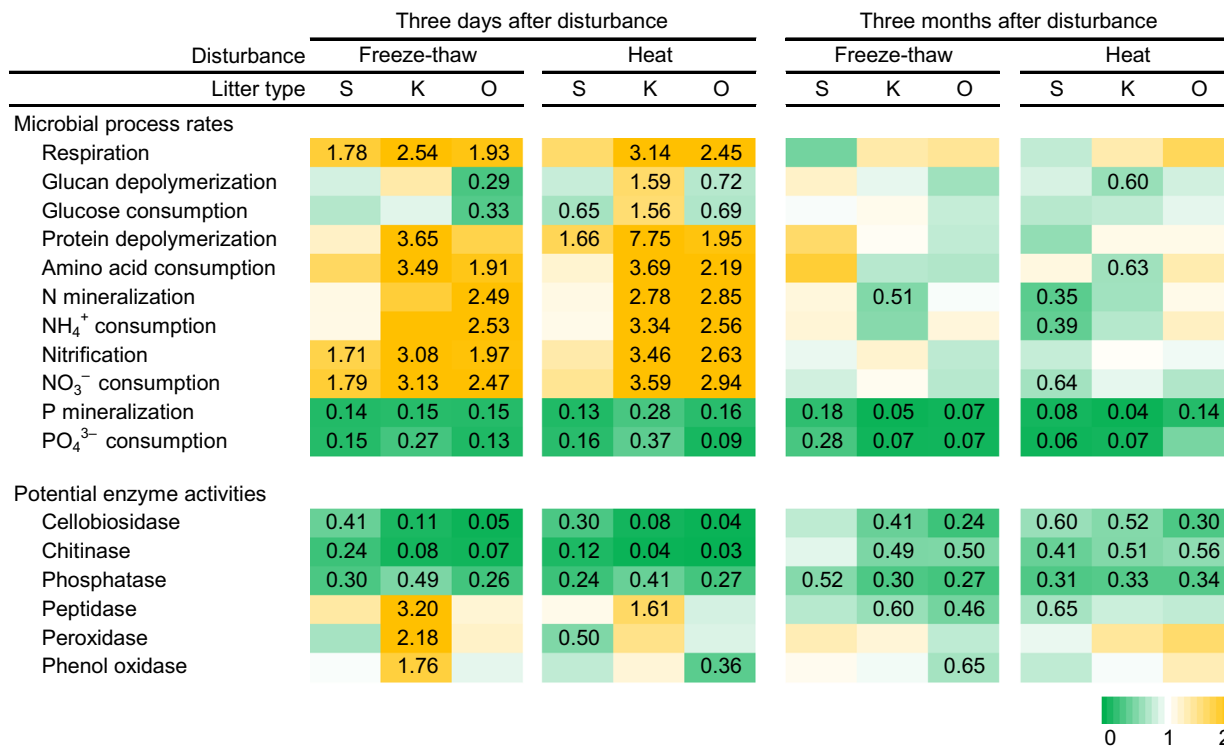 Three days after disturbance Three months after disturbance
Disturbance Freeze-thaw Heat Freeze-thaw Heat
Litter type S K O S K O S K O S K O
Microbial process rates
Respiration 1.78 2.54 1.93 3.14 2.45
Glucan depolymerization 0.29 1.59 0.72 0.60
Glucose consumption 0.33 0.65 1.56 0.69
Protein depolymerization 3.65 1.66 7.75 1.95
Amino acid consumption 3.49 1.91 3.69 2.19 0.63
N mineralization 2.49 2.78 2.85 0.51 0.35
NH₄⁺ consumption 2.53 3.34 2.56 0.39
Nitrification 1.71 3.08 1.97 3.46 2.63
NO₃⁻ consumption 1.79 3.13 2.47 3.59 2.94 0.64
P mineralization 0.14 0.15 0.15 0.13 0.28 0.16 0.18 0.05 0.07 0.08 0.04 0.14
PO₄³⁻ consumption 0.15 0.27 0.13 0.16 0.37 0.09 0.28 0.07 0.07 0.06 0.07
Potential enzyme activities
Cellobiosidase 0.41 0.11 0.05 0.30 0.08 0.04 0.41 0.24 0.60 0.52 0.30
Chitinase 0.24 0.08 0.07 0.12 0.04 0.03 0.49 0.50 0.41 0.51 0.56
Phosphatase 0.30 0.49 0.26 0.24 0.41 0.27 0.52 0.30 0.27 0.31 0.33 0.34
Peptidase 3.20 1.61 0.60 0.46 0.65
Peroxidase 2.18 0.50
Phenol oxidase 1.76 0.36 0.65
0 1 2